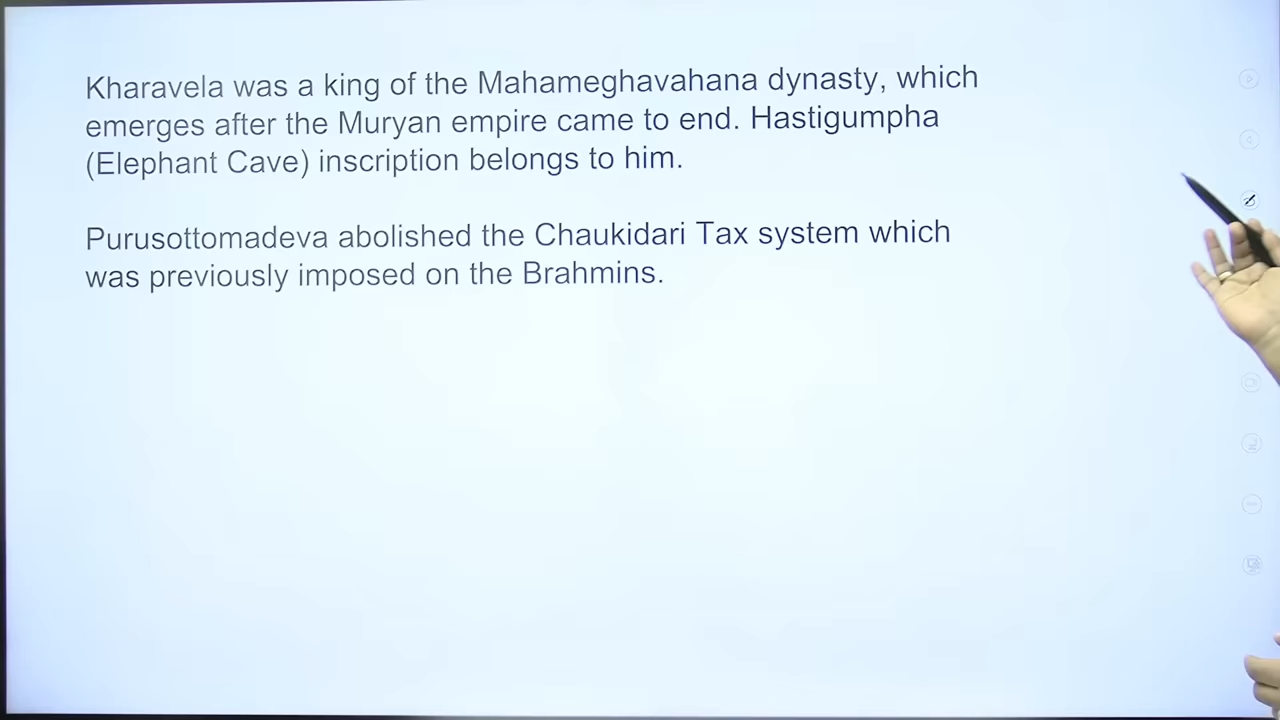 Kharavela was a king of the Mahameghavahana dynasty, which
emerges after the Muryan empire came to end. Hastigumpha
(Elephant Cave) inscription belongs to him.
Purusottomadeva abolished the Chaukidari Tax system which
was previously imposed on the Brahmins.